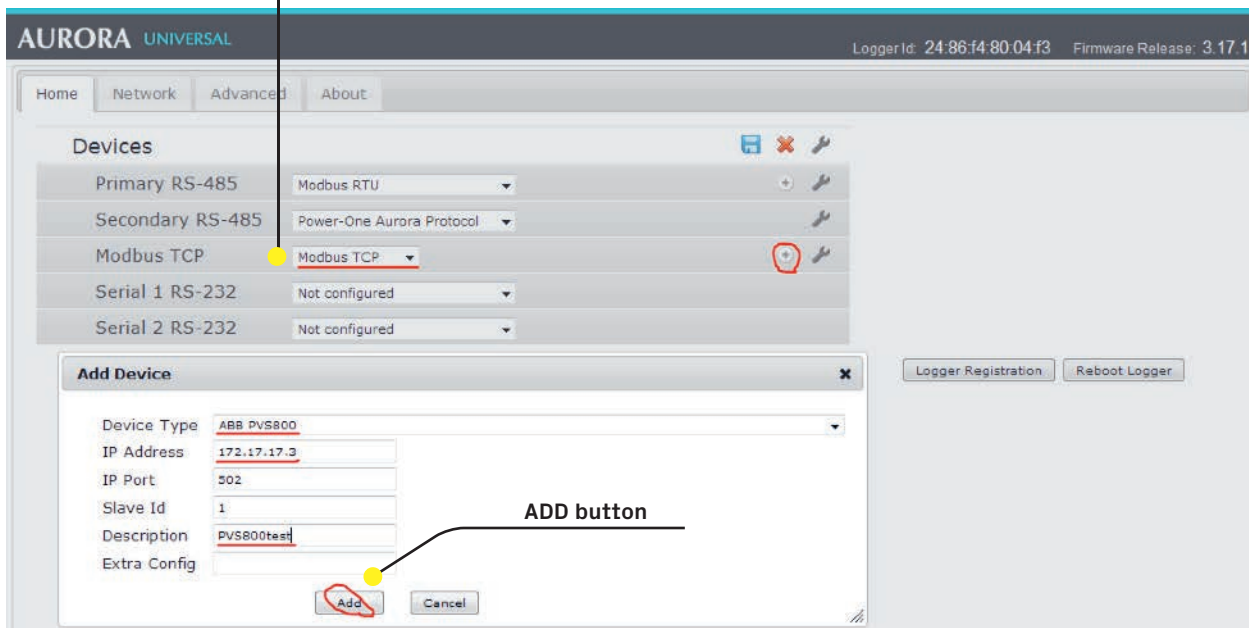 AURORA UNIVERSAL
Logger Id: 24:86:f4:80:04:f3 Firmware Release: 3.17.1
Home Network Advanced About
Devices
Primary RS-485 Modbus RTU
Secondary RS-485 Power-One Aurora Protocol
Modbus TCP Modbus TCP
Serial 1 RS-232 Not configured
Serial 2 RS-232 Not configured
Add Device
Logger Registration Reboot Logger
Device Type ABB PVS800
IP Address 172.17.17.3
IP Port 502
Slave Id 1
ADD button
Description PVS800test
Extra Config
Add Cancel